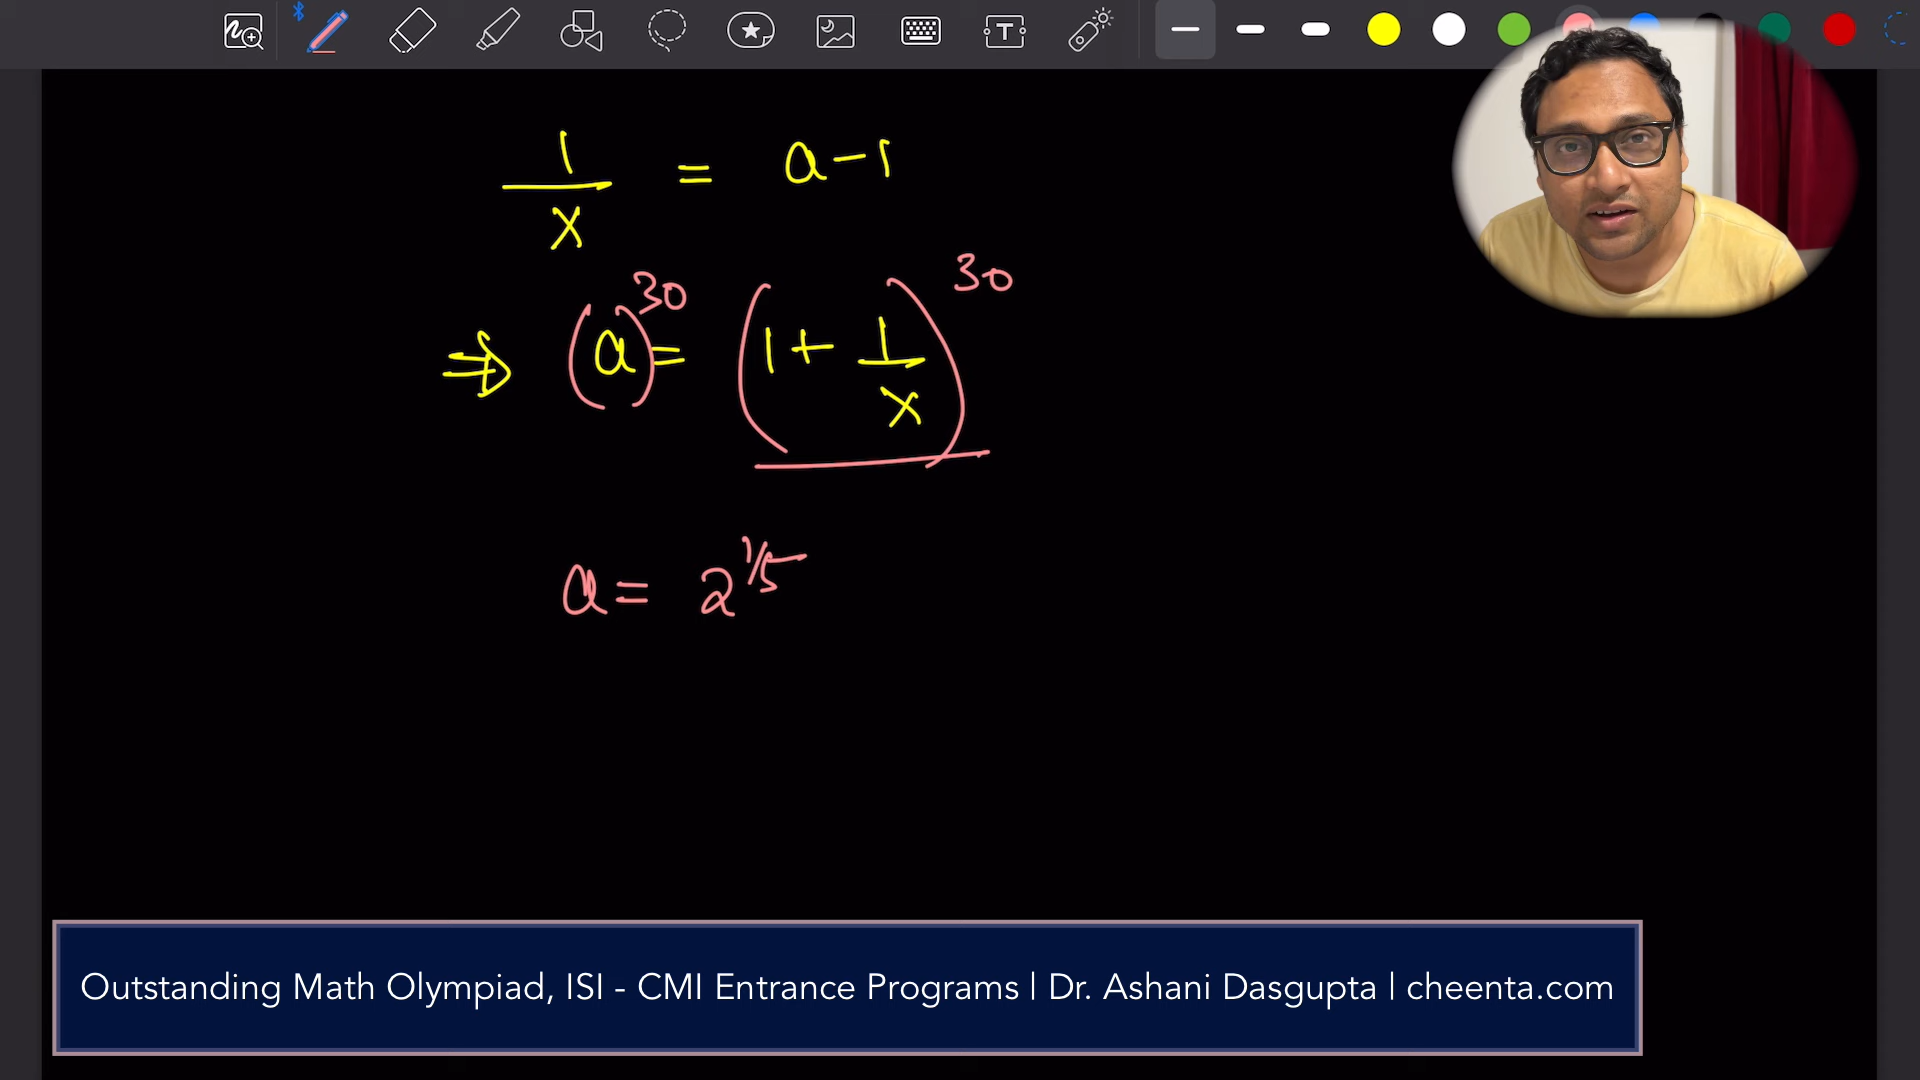 1/x = a-1
⇒ (a)^30 = (1 + 1/x)^30
a = 2^1/5
Outstanding Math Olympiad, ISI - CMI Entrance Programs | Dr. Ashani Dasgupta | cheenta.com